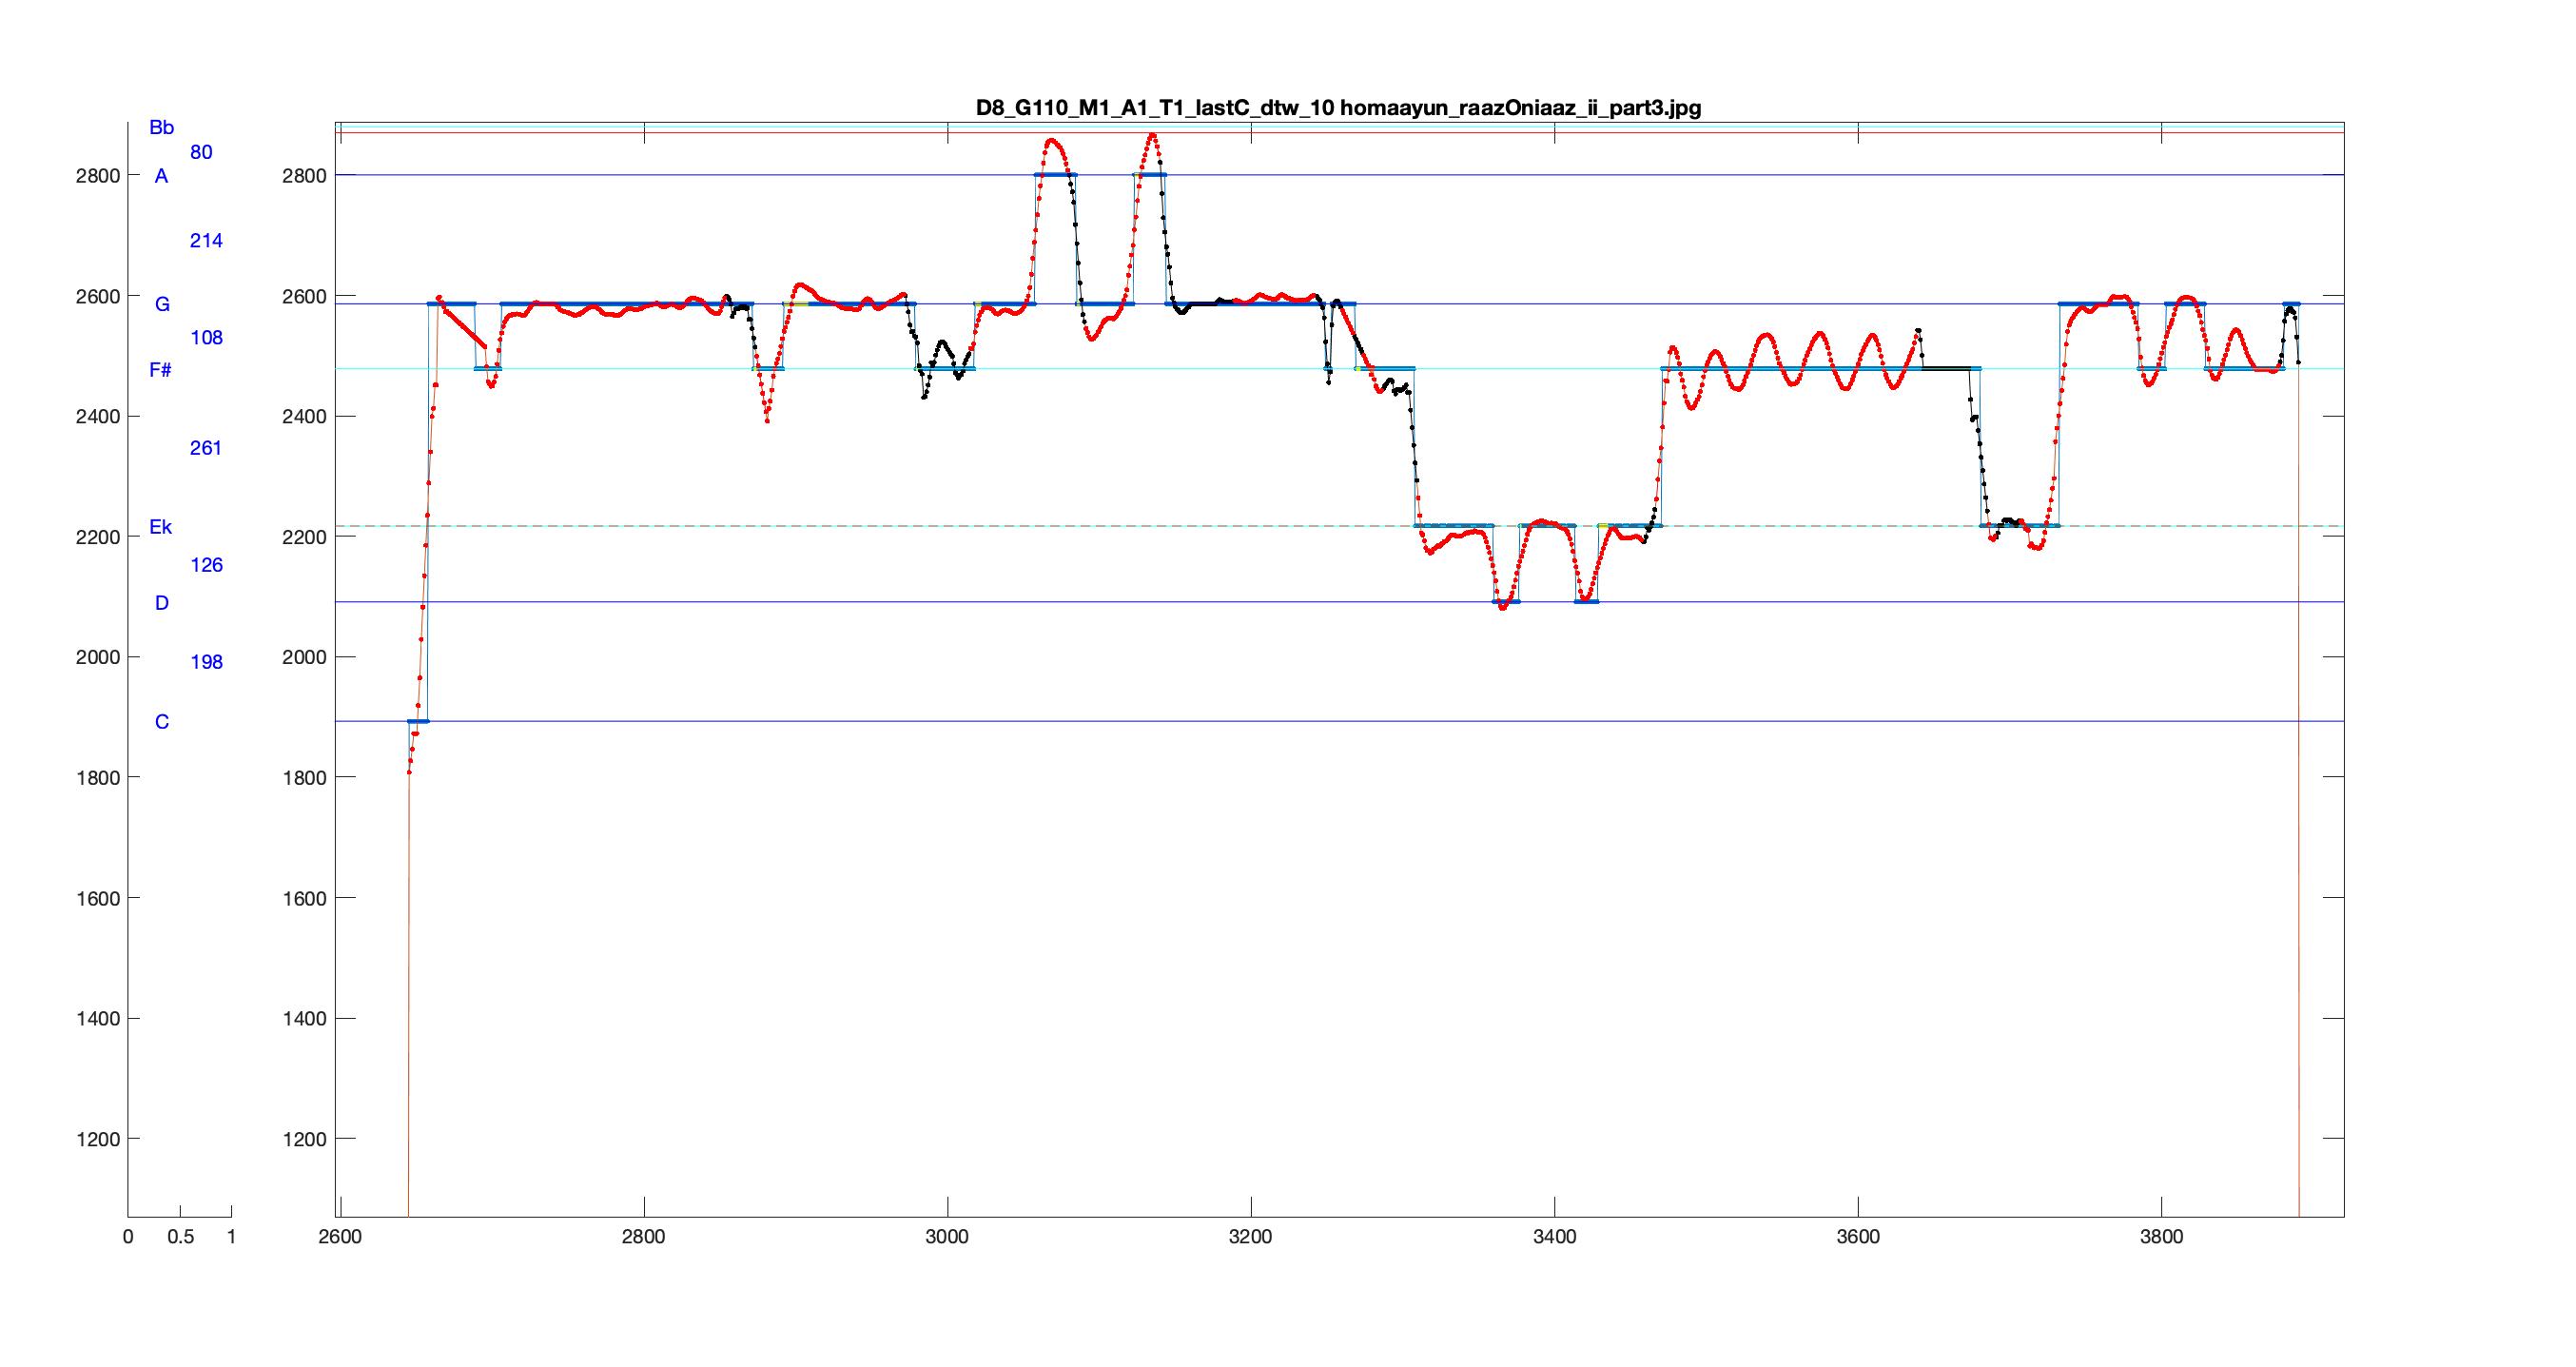 D8_G110_M1_A1_T1_lastC_dtw_10 homaayun_raazOniaaz_ii_part3.jpg
Bb
80
2800 A 2800
214
2600 G 2600
108
F#
2400 2400
261
Ek
2200 2200
126
D
2000 198 2000
C
1800 1800
1600 1600
1400 1400
1200 1200
0 0.5 1 2600 2800 3000 3200 3400 3600 3800